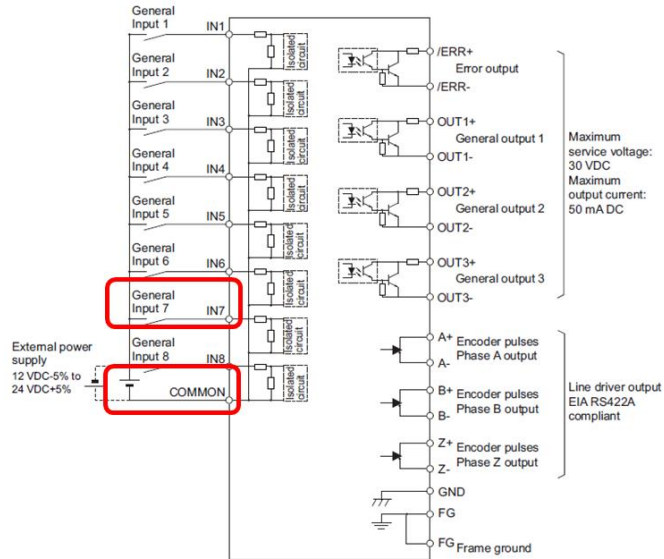 General
Input 1
IN1
General
Input 2
IN2
General
Input 3
IN3
General
Input 4
IN4
General
Input 5
IN5
General
Input 6
IN6
General
Input 7
IN7
General
Input 8
IN8
External power
supply
12 VDC-5% to
24 VDC+5%
COMMON
Isolated
circuit
Isolated
circuit
Isolated
circuit
Isolated
circuit
Isolated
circuit
Isolated
circuit
Isolated
circuit
Isolated
circuit
/ERR+
Error output
/ERR-
OUT1+
General output 1
OUT1-
OUT2+
General output 2
OUT2-
OUT3+
General output 3
OUT3-
Maximum
service voltage:
30 VDC
Maximum
output current:
50 mA DC
A+
Encoder pulses
Phase A output
A-
B+
Encoder pulses
Phase B output
B-
Z+
Encoder pulses
Phase Z output
Z-
Line driver output
EIA RS422A
compliant
GND
FG
FG
Frame ground